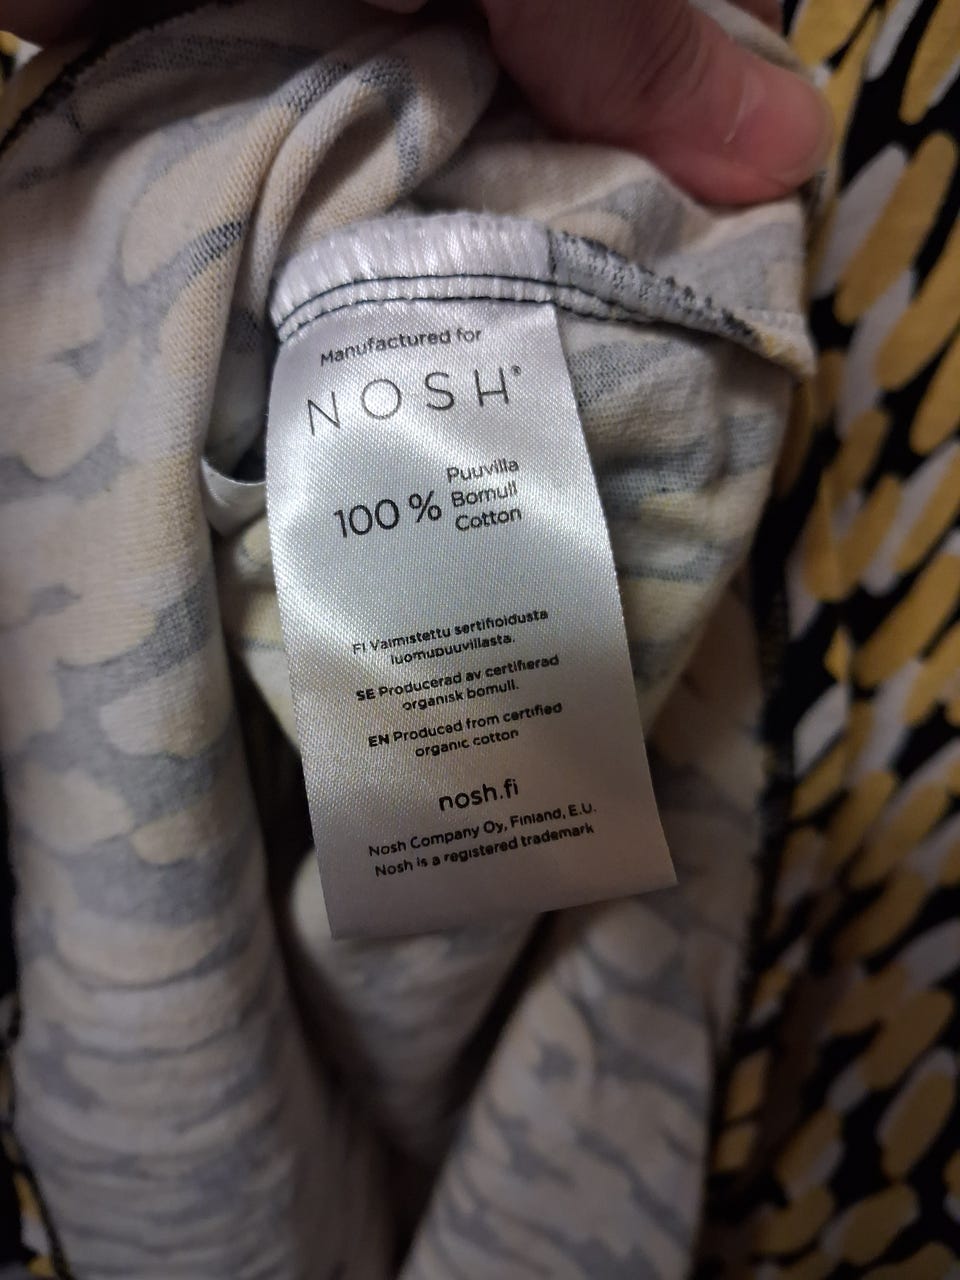 Manufactured for
NOSH®
100 % Puuvilla
Bomull
Cotton
FI Valmistettu sertifioidusta
luomupuuvillasta.
SE Producerad av certifierad
organisk bomull.
EN Produced from certified
organic cotton
nosh.fi
Nosh Company Oy, Finland, E.U.
Nosh is a registered trademark